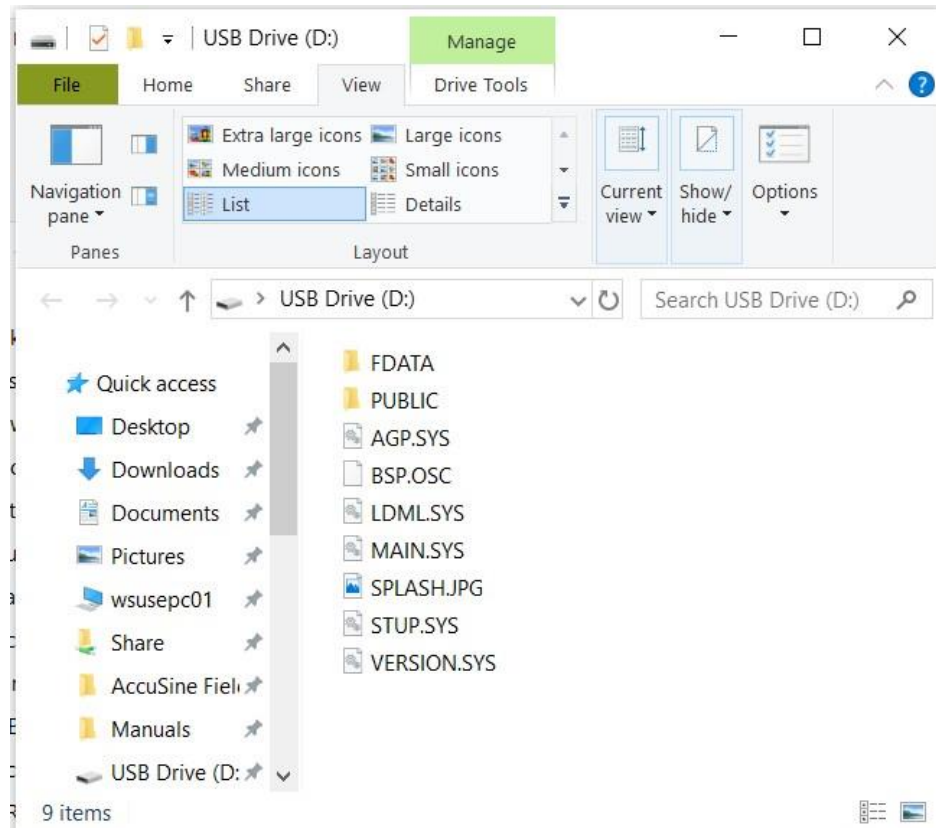 USB Drive (D:)
Manage
File
Home
Share
View
Drive Tools
Extra large icons
Large icons
Medium icons
Small icons
List
Details
Navigation
pane
Current
view
Show/
hide
Options
Panes
Layout
USB Drive (D:)
Search USB Drive (D:)
Quick access
Desktop
Downloads
Documents
Pictures
wsusepc01
Share
AccuSine Fiel
Manuals
USB Drive (D:
FDATA
PUBLIC
AGP.SYS
BSP.OSC
LDML.SYS
MAIN.SYS
SPLASH.JPG
STUP.SYS
VERSION.SYS
9 items